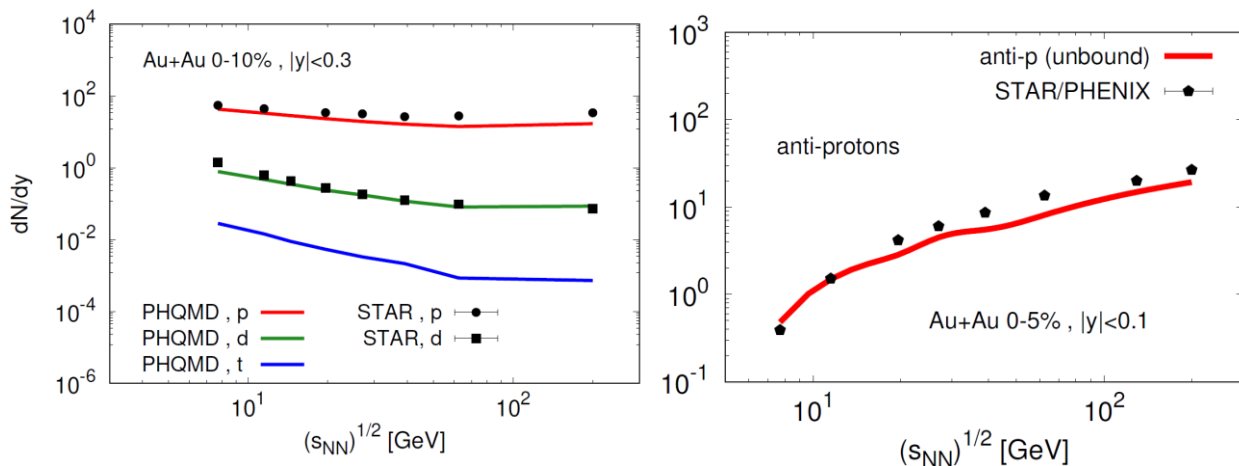 10^4
10^2
10^0
10^-2
10^-4
10^-6
dN/dy
Au+Au 0-10% , |y|<0.3
PHQMD , p
PHQMD , d
PHQMD , t
STAR , p
STAR, d
10^1
10^2
(s_NN)^1/2 [GeV]
10^3
10^2
10^1
10^0
10^-1
anti-p (unbound)
STAR/PHENIX
anti-protons
Au+Au 0-5% , |y|<0.1
10^1
10^2
(s_NN)^1/2 [GeV]